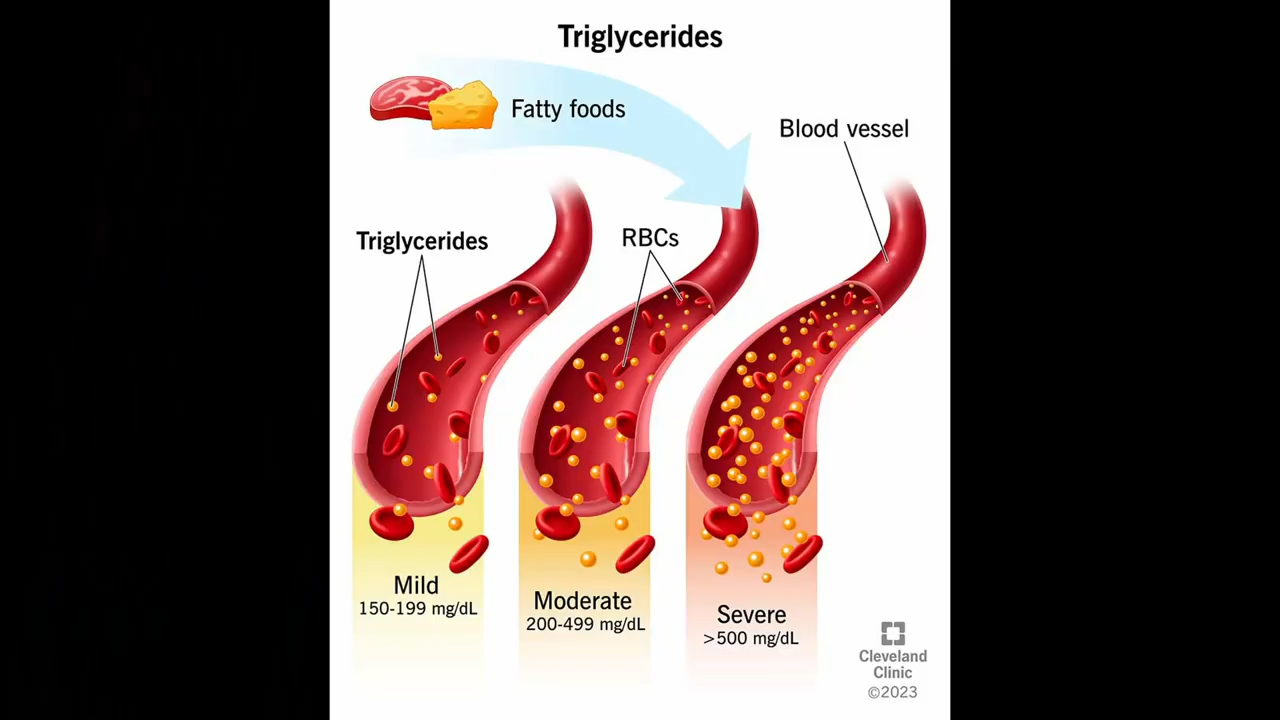 Triglycerides
Fatty foods
Blood vessel
Triglycerides
RBCs
Mild
150-199 mg/dL
Moderate
200-499 mg/dL
Severe
>500 mg/dL
Cleveland
Clinic
©2023